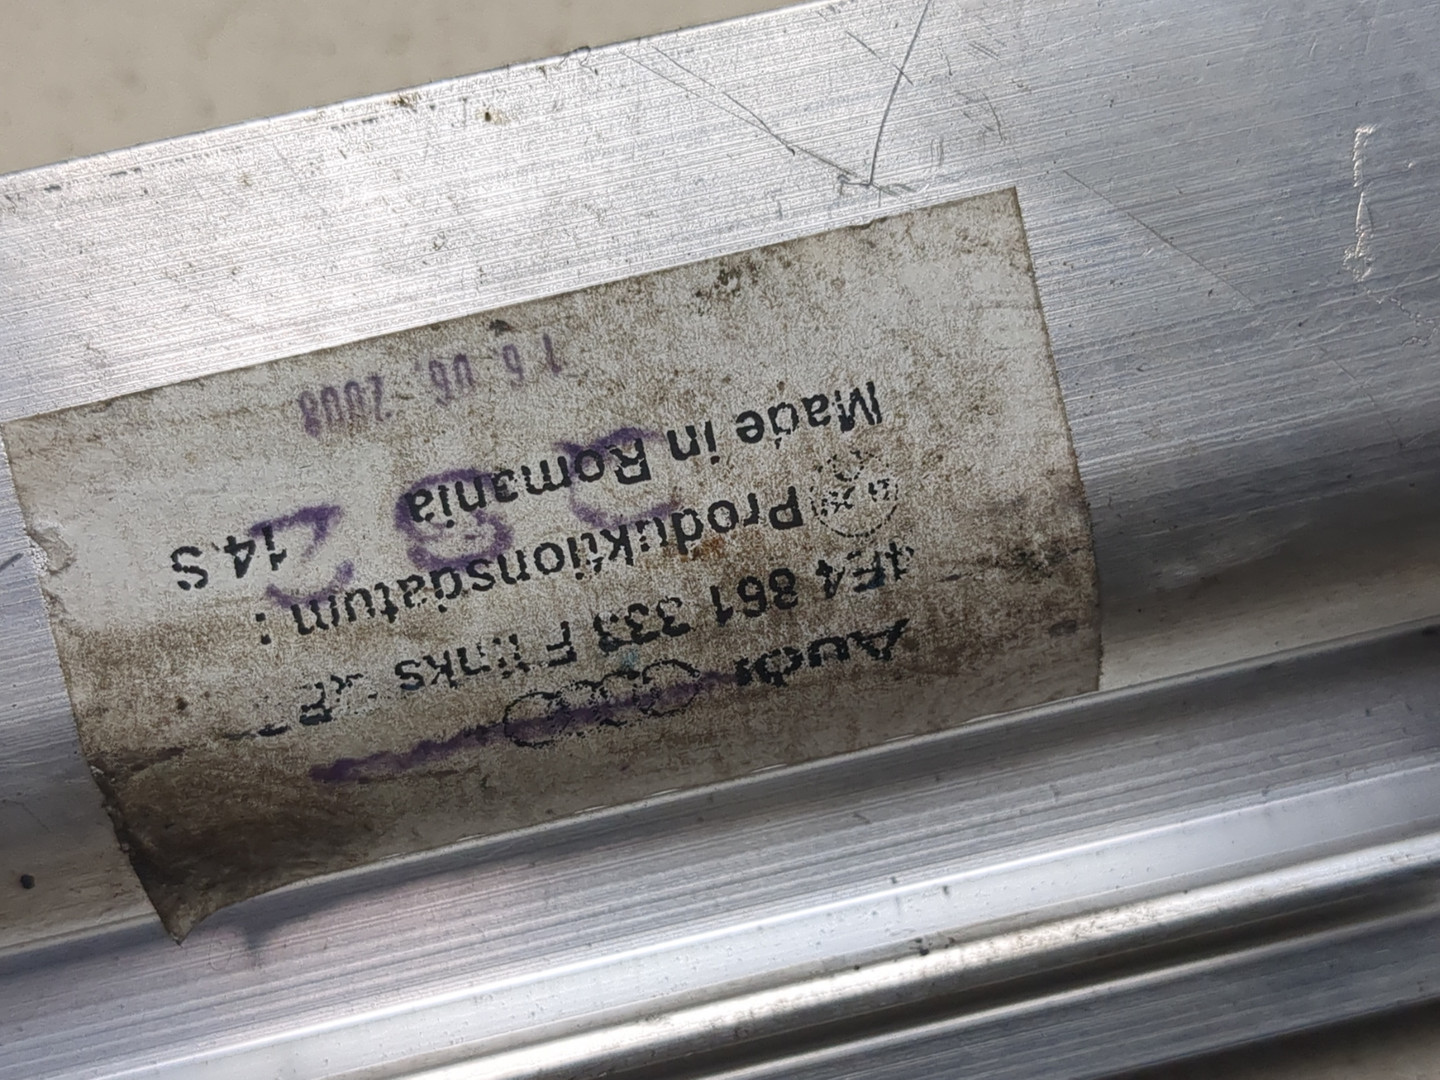 Audi
4F4 861 333 F links
Produktionsdatum :
Made in Romania
14 S
16. 06. 2008